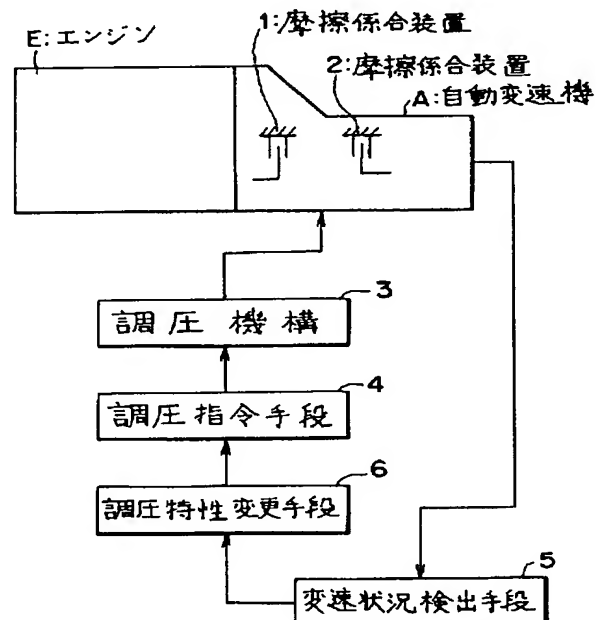 1:摩擦係合装置
E:エンジン
2:摩擦係合装置
A:自動変速機
3
調圧機構
4
調圧指令手段
6
調圧特性変更手段
5
変速状況検出手段